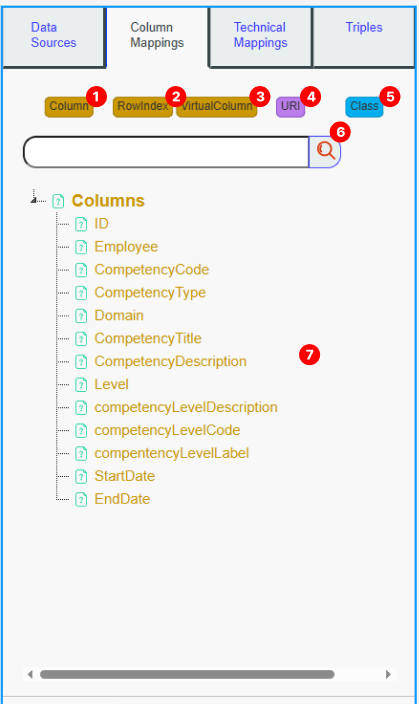 Data Sources
Column Mappings
Technical Mappings
Triples
Column 1
RowIndex 2
VirtualColumn 3
URI 4
Class 5
6
Columns
ID
Employee
CompetencyCode
CompetencyType
Domain
CompetencyTitle
CompetencyDescription
7
Level
competencyLevelDescription
competencyLevelCode
compentencyLevelLabel
StartDate
EndDate